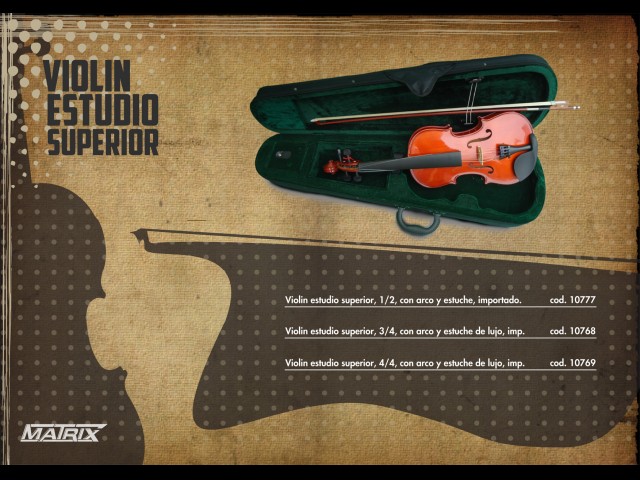 VIOLIN
ESTUDIO
SUPERIOR
Violin estudio superior, 1/2, con arco y estuche, importado. cod. 10777
Violin estudio superior, 3/4, con arco y estuche de lujo, imp. cod. 10768
Violin estudio superior, 4/4, con arco y estuche de lujo, imp. cod. 10769
MATRIX